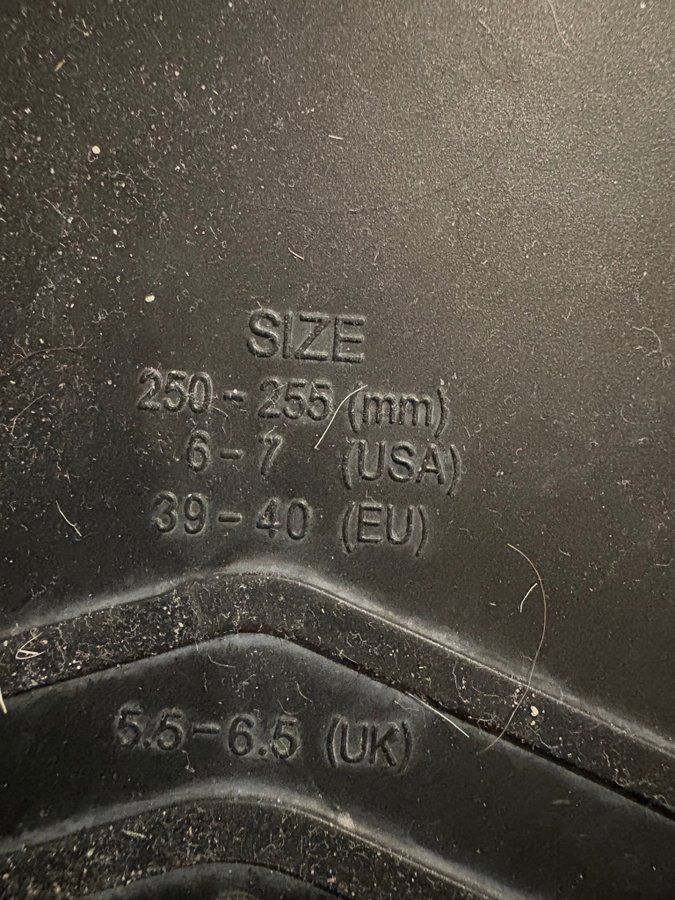 SIZE
250 - 255 (mm)
6 - 7 (USA)
39 - 40 (EU)
5.5 - 6.5 (UK)